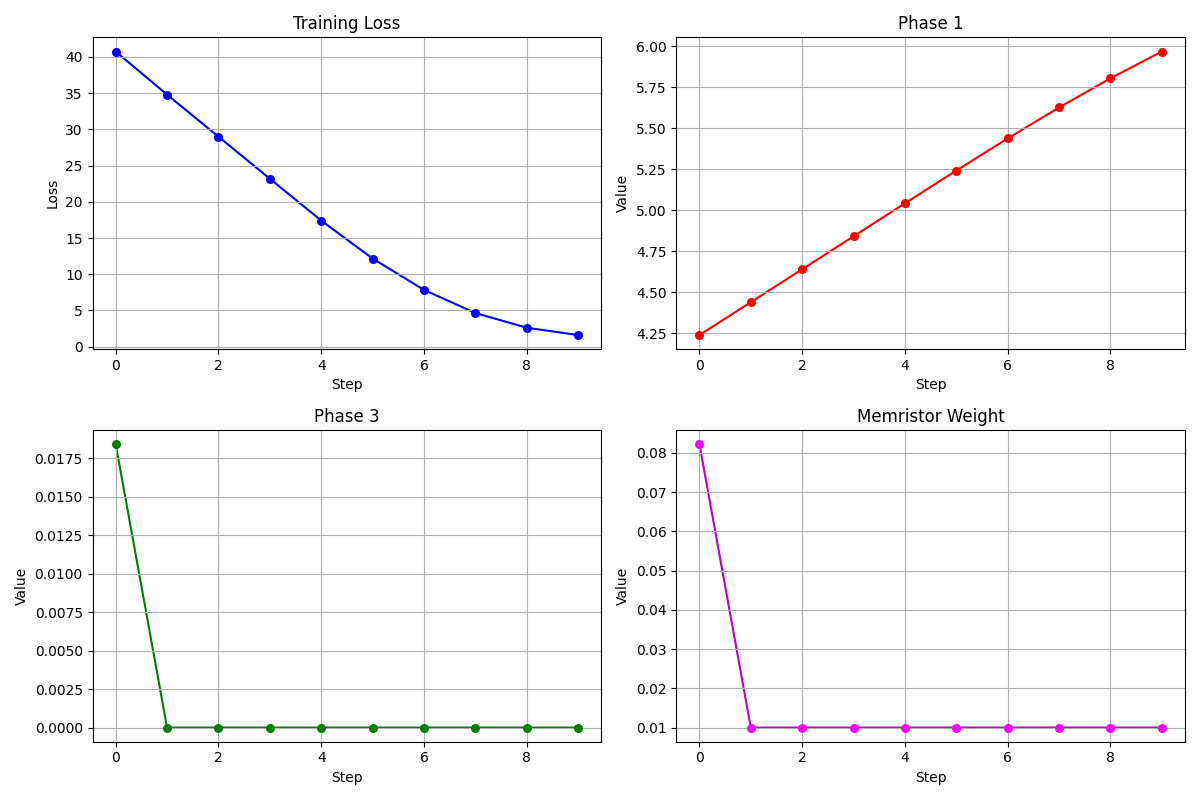 Training Loss
40
35
30
25
20
15
10
5
0
Loss
0 2 4 6 8
Step
Phase 1
6.00
5.75
5.50
5.25
5.00
4.75
4.50
4.25
Value
0 2 4 6 8
Step
Phase 3
0.0175
0.0150
0.0125
0.0100
0.0075
0.0050
0.0025
0.0000
Value
0 2 4 6 8
Step
Memristor Weight
0.08
0.07
0.06
0.05
0.04
0.03
0.02
0.01
Value
0 2 4 6 8
Step